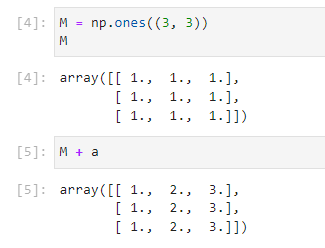 [4]: M = np.ones((3, 3))
M
[4]: array([[ 1.,  1.,  1.],
[ 1.,  1.,  1.],
[ 1.,  1.,  1.]])
[5]: M + a
[5]: array([[ 1.,  2.,  3.],
[ 1.,  2.,  3.],
[ 1.,  2.,  3.]])